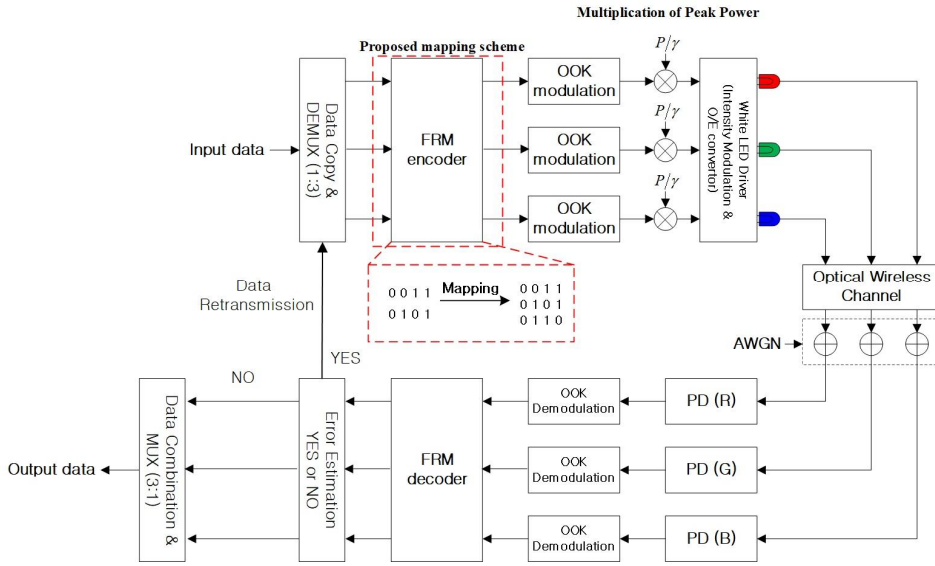 Multiplication of Peak Power
Proposed mapping scheme
P/γ
P/γ
P/γ
Input data
Data Copy &
DEMUX (1:3)
FRM
encoder
OOK
modulation
OOK
modulation
OOK
modulation
White LED Driver
(Intensity Modulation &
O/E convertor)
0 0 1 1
0 1 0 1
Mapping
0 0 1 1
0 1 0 1
0 1 1 0
Data
Retransmission
Optical Wireless
Channel
AWGN
YES
NO
PD (R)
PD (G)
PD (B)
OOK
Demodulation
OOK
Demodulation
OOK
Demodulation
FRM
decoder
Error Estimation
YES or NO
Data Combination &
MUX (3:1)
Output data